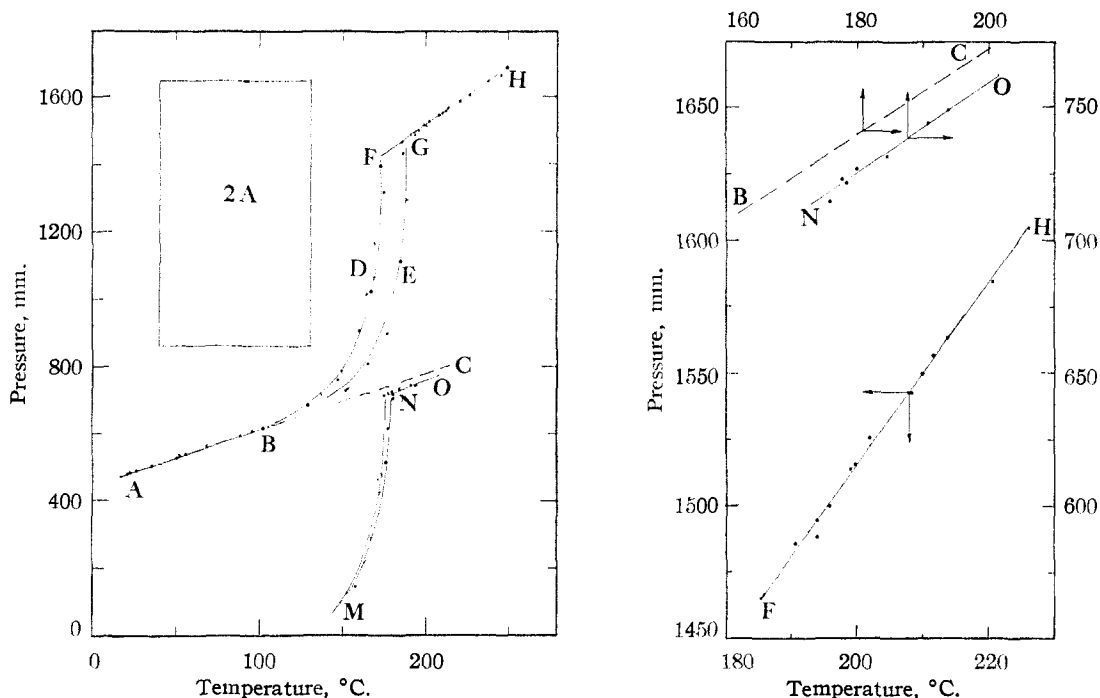 1600
1200
800
400
0
Pressure, mm.
0
100
200
Temperature, °C.
2A
A
B
C
D
E
F
G
H
M
N
O
160
180
200
1650
1600
1550
1500
1450
Pressure, mm.
750
700
650
600
180
200
220
Temperature, °C.
B
C
N
O
F
H